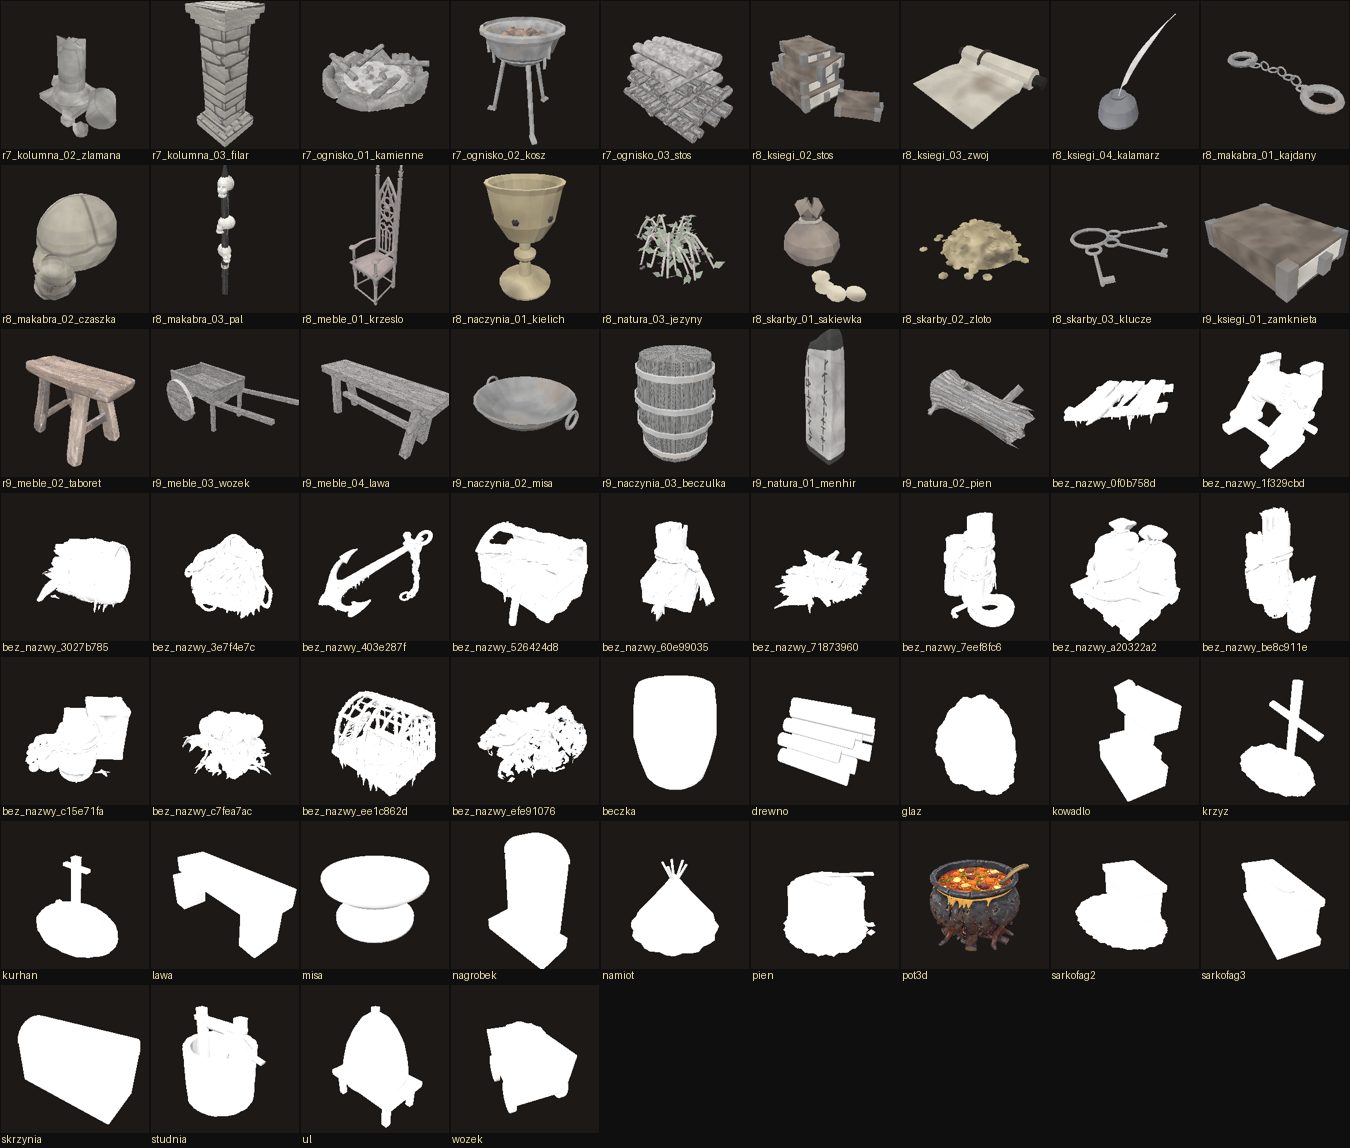 r7_kolumna_02_zlamana r7_kolumna_03_filar r7_ognisko_01_kamienne r7_ognisko_02_kosz r7_ognisko_03_stos r8_ksiegi_02_stos r8_ksiegi_03_zwoj r8_ksiegi_04_kalamarz r8_makabra_01_kajdany
r8_makabra_02_czaszka r8_makabra_03_pal r8_meble_01_krzeslo r8_naczynia_01_kielich r8_natura_03_jezyny r8_skarby_01_sakiewka r8_skarby_02_zloto r8_skarby_03_klucze r9_ksiegi_01_zamknieta
r9_meble_02_taboret r9_meble_03_wozek r9_meble_04_lawa r9_naczynia_02_misa r9_naczynia_03_beczulka r9_natura_01_menhir r9_natura_02_pien bez_nazwy_0f0b758d bez_nazwy_1f329cbd
bez_nazwy_3027b785 bez_nazwy_3e7f4e7c bez_nazwy_403e287f bez_nazwy_526424d8 bez_nazwy_60e99035 bez_nazwy_71873960 bez_nazwy_7eef8fc6 bez_nazwy_a20322a2 bez_nazwy_be8c911e
bez_nazwy_c15e71fa bez_nazwy_c7fea7ac bez_nazwy_ee1c862d bez_nazwy_efe91076 beczka drewno glaz kowadlo krzyz
kurhan lawa misa nagrobek namiot pien pot3d sarkofag2 sarkofag3
skrzynia studnia ul wozek